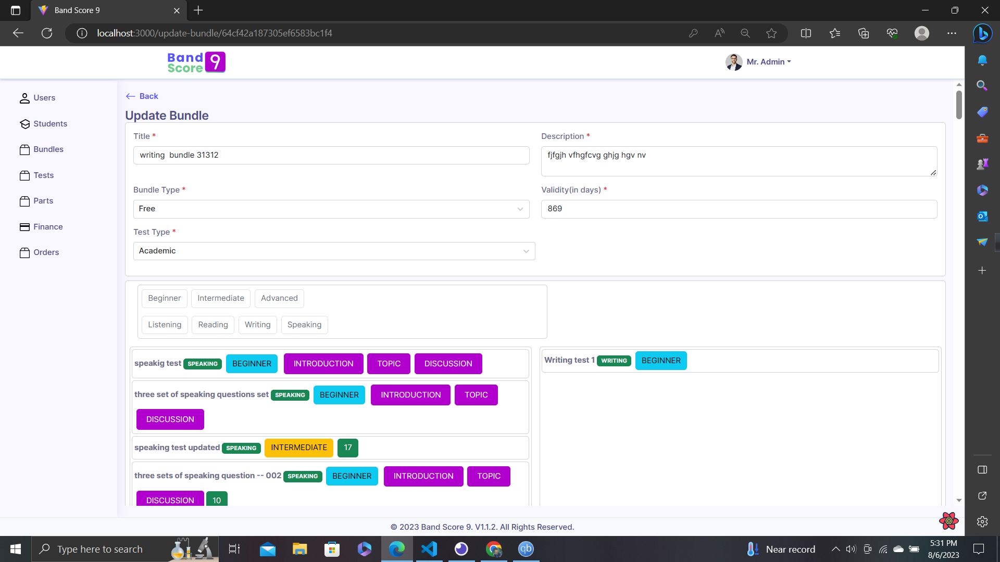 Band Score 9
localhost:3000/update-bundle/64cf42a187305ef6583bc1f4
Band
Score 9
Mr. Admin
Users
Students
Bundles
Tests
Parts
Finance
Orders
Back
Update Bundle
Title *
Description *
writing  bundle 31312
fjfgjh vfhgfcvg ghjg hgv nv
Bundle Type *
Validity(in days) *
Free
869
Test Type *
Academic
Beginner Intermediate Advanced
Listening Reading Writing Speaking
speakig test SPEAKING BEGINNER INTRODUCTION TOPIC DISCUSSION
three set of speaking questions set SPEAKING BEGINNER INTRODUCTION TOPIC
DISCUSSION
speaking test updated SPEAKING INTERMEDIATE 17
three sets of speaking question -- 002 SPEAKING BEGINNER INTRODUCTION TOPIC
DISCUSSION 10
Writing test 1 WRITING BEGINNER
© 2023 Band Score 9. V1.1.2. All Rights Reserved.
Type here to search
qb
Near record
5:31 PM
8/6/2023